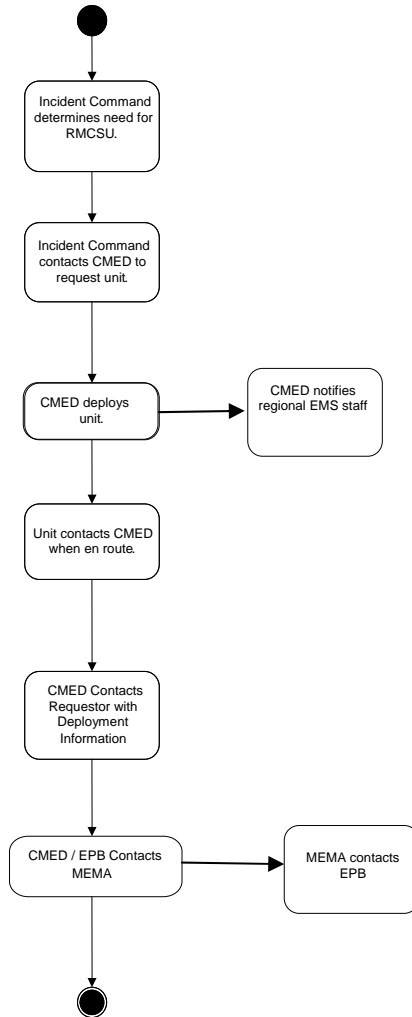 Incident Command
determines need for
RMCSU.
Incident Command
contacts CMED to
request unit.
CMED deploys
unit.
CMED notifies
regional EMS staff
Unit contacts CMED
when en route.
CMED Contacts
Requestor with
Deployment
Information
CMED / EPB Contacts
MEMA
MEMA contacts
EPB